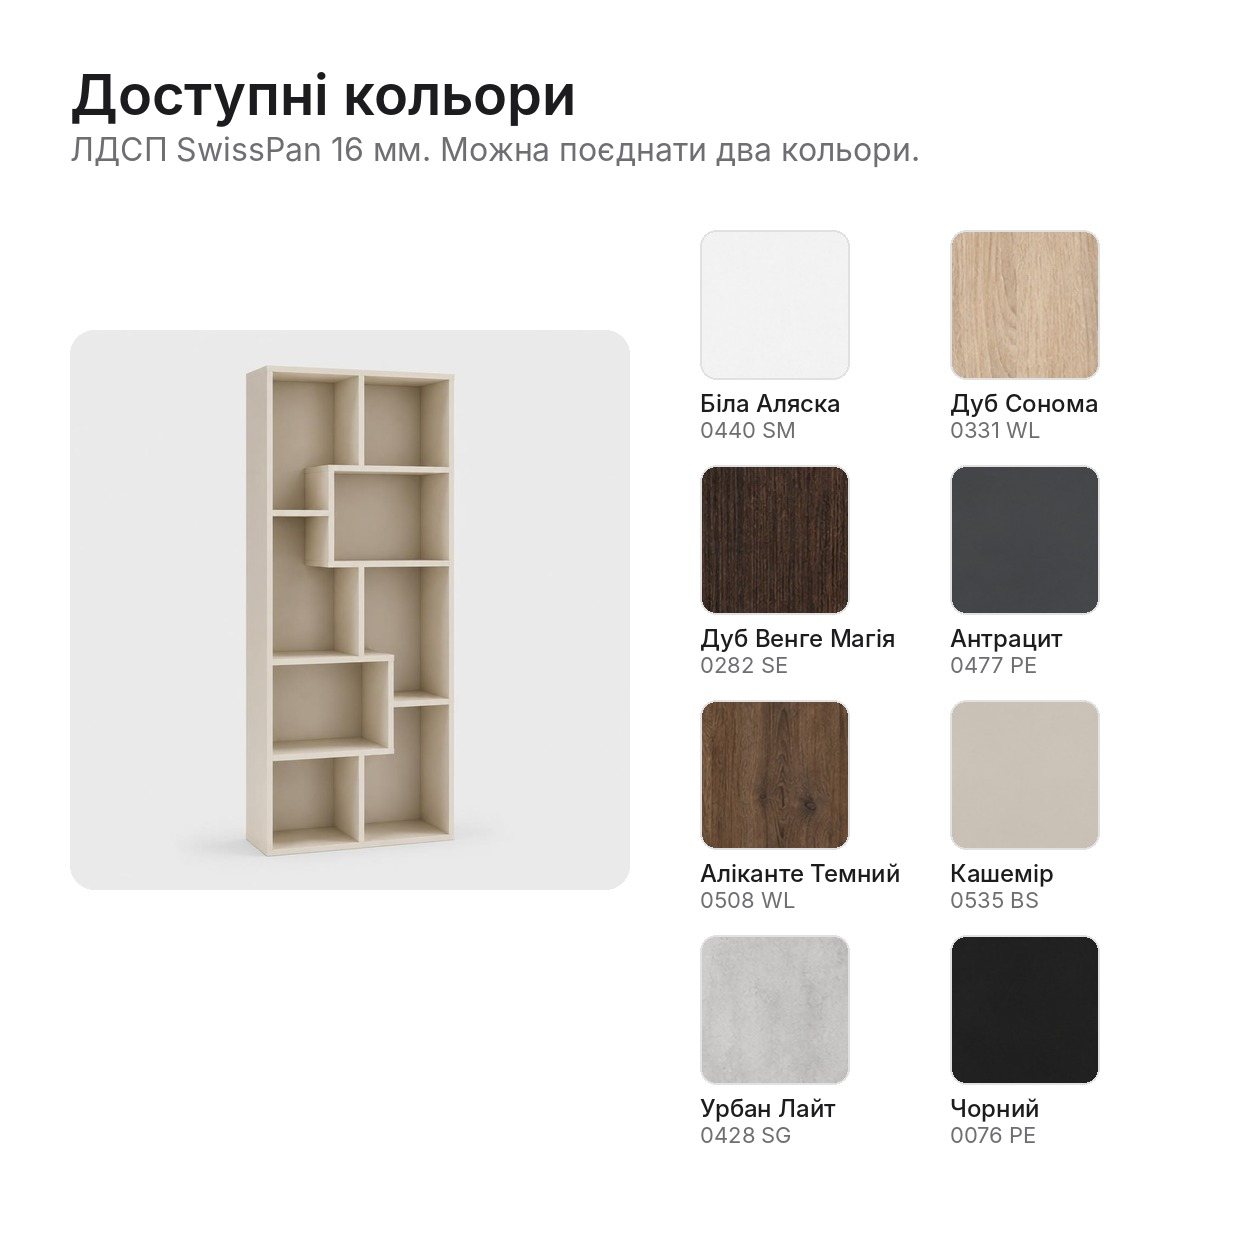 Доступні кольори
ЛДСП SwissPan 16 мм. Можна поєднати два кольори.
Біла Аляска
0440 SM
Дуб Сонома
0331 WL
Дуб Венге Магія
0282 SE
Антрацит
0477 PE
Аліканте Темний
0508 WL
Кашемір
0535 BS
Урбан Лайт
0428 SG
Чорний
0076 PE